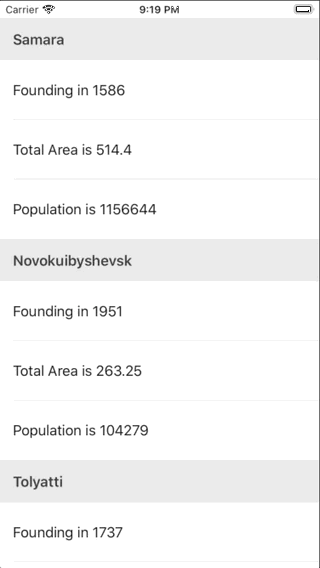 Carrier 9:19 PM
Samara
Founding in 1586
Total Area is 514.4
Population is 1156644
Novokuibyshevsk
Founding in 1951
Total Area is 263.25
Population is 104279
Tolyatti
Founding in 1737